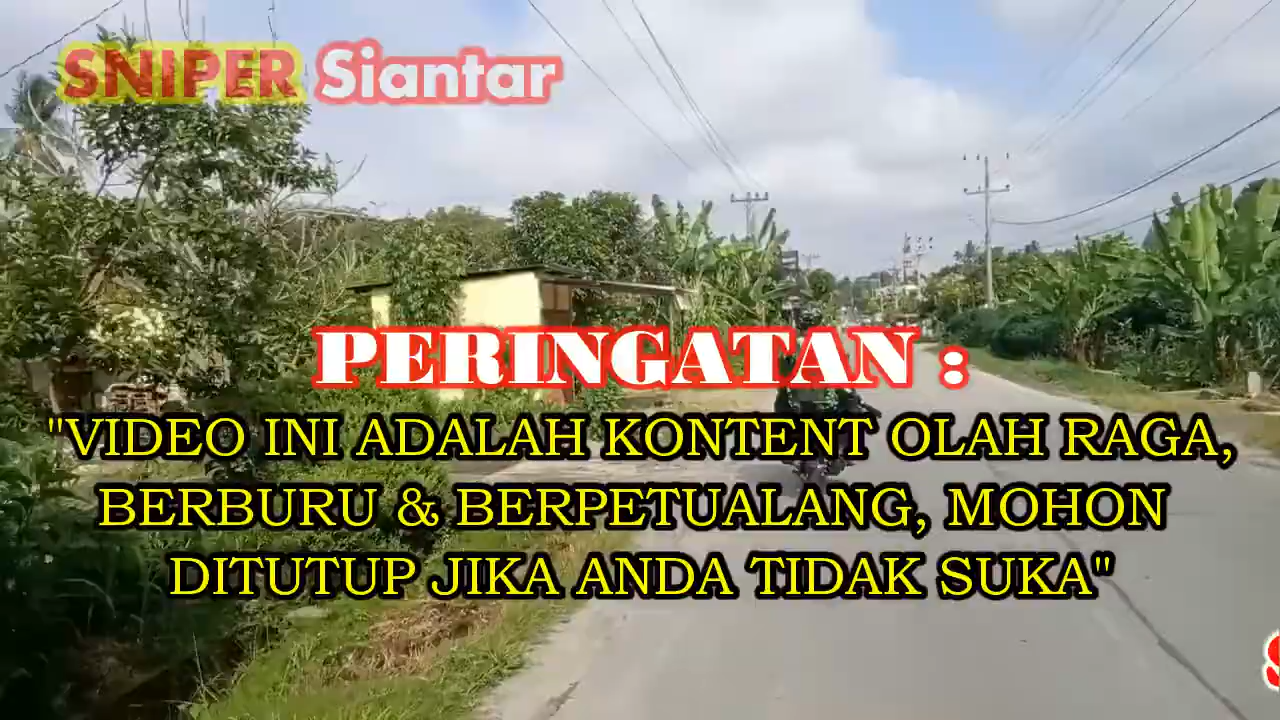 SNIPER Siantar
PERINGATAN :
"VIDEO INI ADALAH KONTENT OLAH RAGA,
BERBURU & BERPETUALANG, MOHON
DITUTUP JIKA ANDA TIDAK SUKA"
S